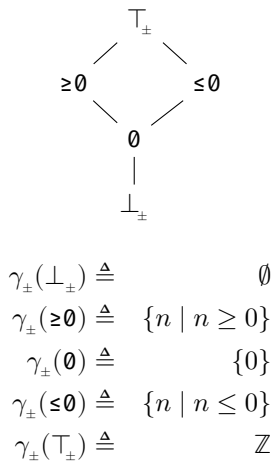 ⊤±
≥0 ≤0
0
⊥±
γ±(⊥±) ≜ ∅
γ±(≥0) ≜ {n | n ≥ 0}
γ±(0) ≜ {0}
γ±(≤0) ≜ {n | n ≤ 0}
γ±(⊤±) ≜ ℤ